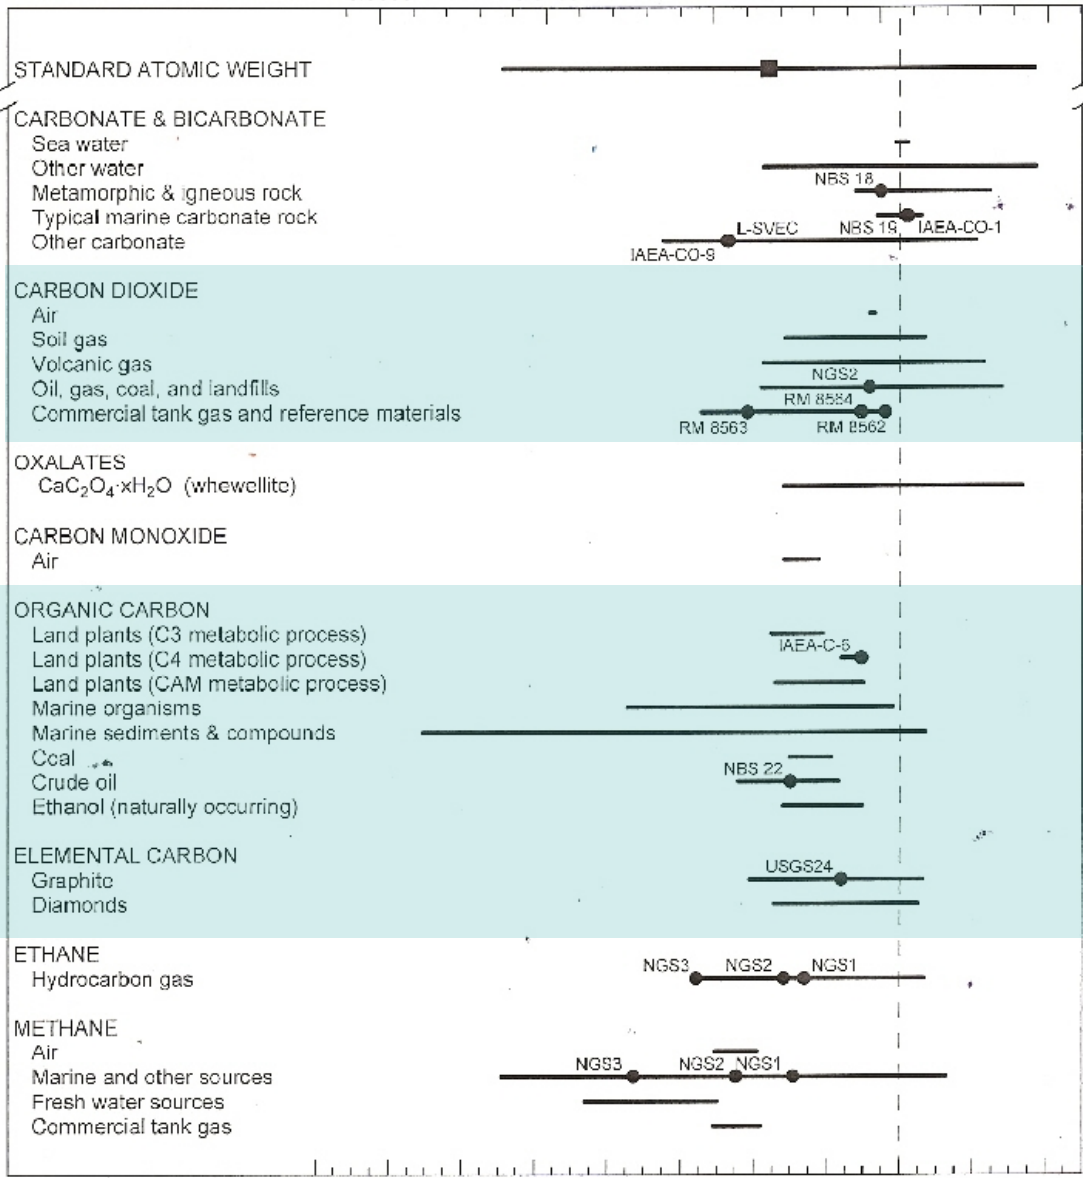 STANDARD ATOMIC WEIGHT
CARBONATE & BICARBONATE
Sea water
Other water
NBS 18
Metamorphic & igneous rock
Typical marine carbonate rock
L-SVEC
NBS 19
IAEA-CO-1
Other carbonate
IAEA-CO-9
CARBON DIOXIDE
Air
Soil gas
Volcanic gas
NGS2
Oil, gas, coal, and landfills
RM 8564
Commercial tank gas and reference materials
RM 8563
RM 8562
OXALATES
CaC₂O₄·xH₂O (whewellite)
CARBON MONOXIDE
Air
ORGANIC CARBON
Land plants (C3 metabolic process)
IAEA-C-6
Land plants (C4 metabolic process)
Land plants (CAM metabolic process)
Marine organisms
Marine sediments & compounds
Coal
NBS 22
Crude oil
Ethanol (naturally occurring)
ELEMENTAL CARBON
USGS24
Graphite
Diamonds
ETHANE
NGS3 NGS2 NGS1
Hydrocarbon gas
METHANE
Air
NGS3 NGS2 NGS1
Marine and other sources
Fresh water sources
Commercial tank gas